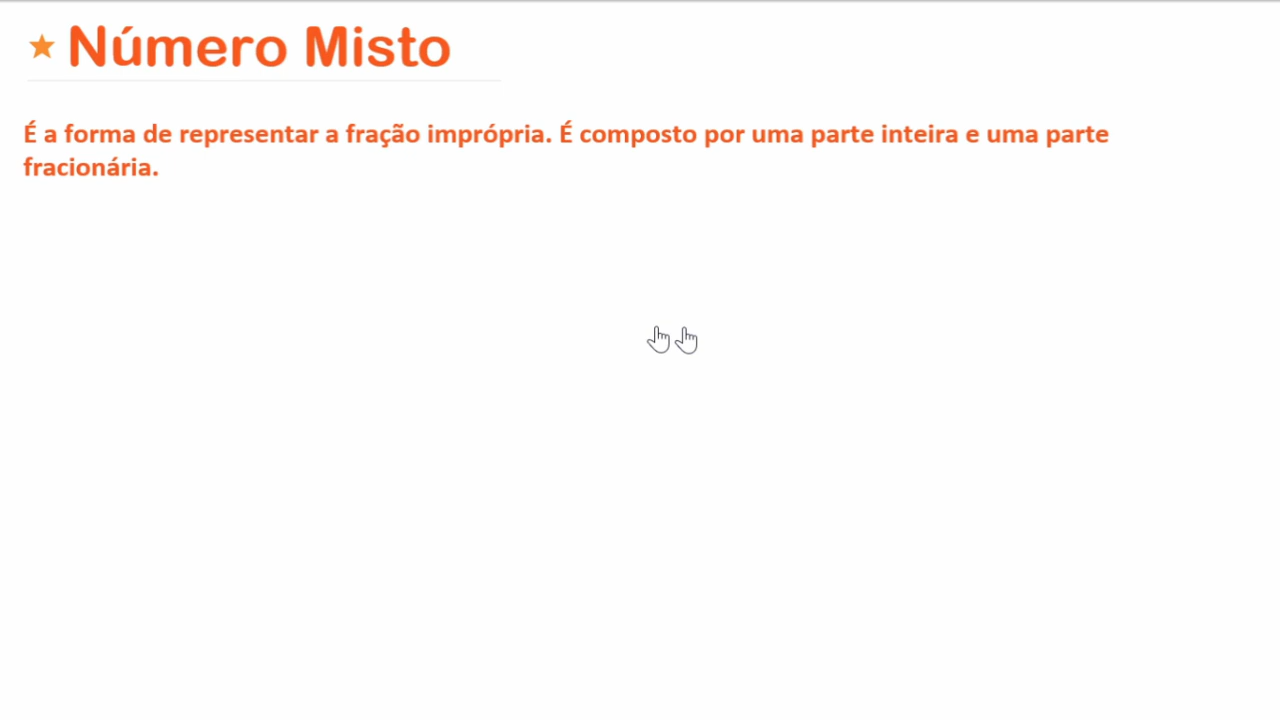 Número Misto
É a forma de representar a fração imprópria. É composto por uma parte inteira e uma parte
fracionária.